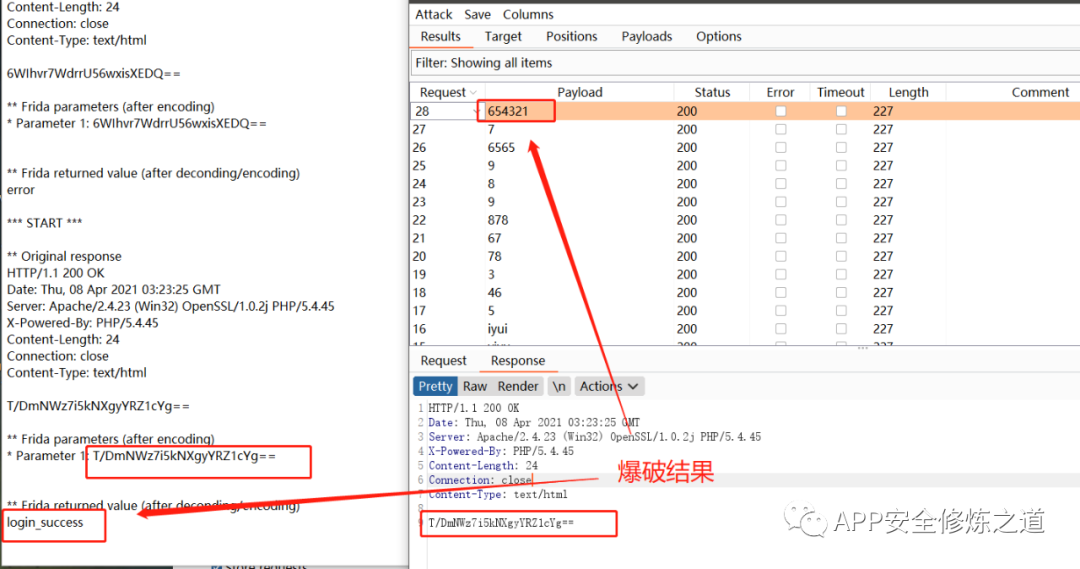 Content-Length: 24
Connection: close
Content-Type: text/html
6WIhvr7WdrrU56wxisXEDQ==
** Frida parameters (after encoding)
* Parameter 1: 6WIhvr7WdrrU56wxisXEDQ==
** Frida returned value (after deconding/encoding)
error
*** START ***
** Original response
HTTP/1.1 200 OK
Date: Thu, 08 Apr 2021 03:23:25 GMT
Server: Apache/2.4.23 (Win32) OpenSSL/1.0.2j PHP/5.4.45
X-Powered-By: PHP/5.4.45
Content-Length: 24
Connection: close
Content-Type: text/html
T/DmNWz7i5kNXgyYRZ1cYg==
** Frida parameters (after encoding)
* Parameter 1: T/DmNWz7i5kNXgyYRZ1cYg==
** Frida returned value (after deconding/encoding)
login_success
Store requests
Attack Save Columns
Results Target Positions Payloads Options
Filter: Showing all items
Request Payload Status Error Timeout Length Comment
28 654321 200 227
27 7 200 227
26 6565 200 227
25 9 200 227
24 8 200 227
23 9 200 227
22 878 200 227
21 67 200 227
20 78 200 227
19 3 200 227
18 46 200 227
17 5 200 227
16 iyui 200 227
Request Response
Pretty Raw Render \n Actions
1 HTTP/1.1 200 OK
2 Date: Thu, 08 Apr 2021 03:23:25 GMT
3 Server: Apache/2.4.23 (Win32) OpenSSL/1.0.2j PHP/5.4.45
4 X-Powered-By: PHP/5.4.45
5 Content-Length: 24
6 Connection: close
7 Content-Type: text/html
8
T/DmNWz7i5kNXgyYRZ1cYg==
爆破结果
APP安全修炼之道